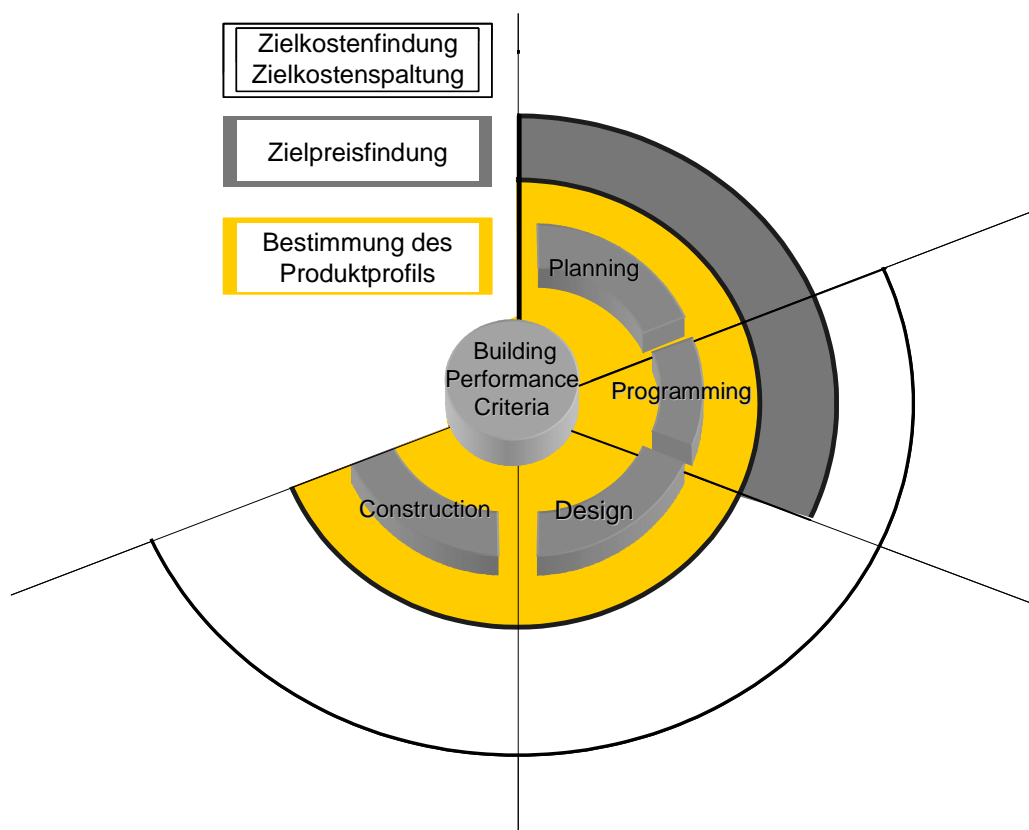 Zielkostenfindung
Zielkostenspaltung
Zielpreisfindung
Bestimmung des
Produktprofils
Planning
Building
Performance
Criteria
Programming
Construction
Design